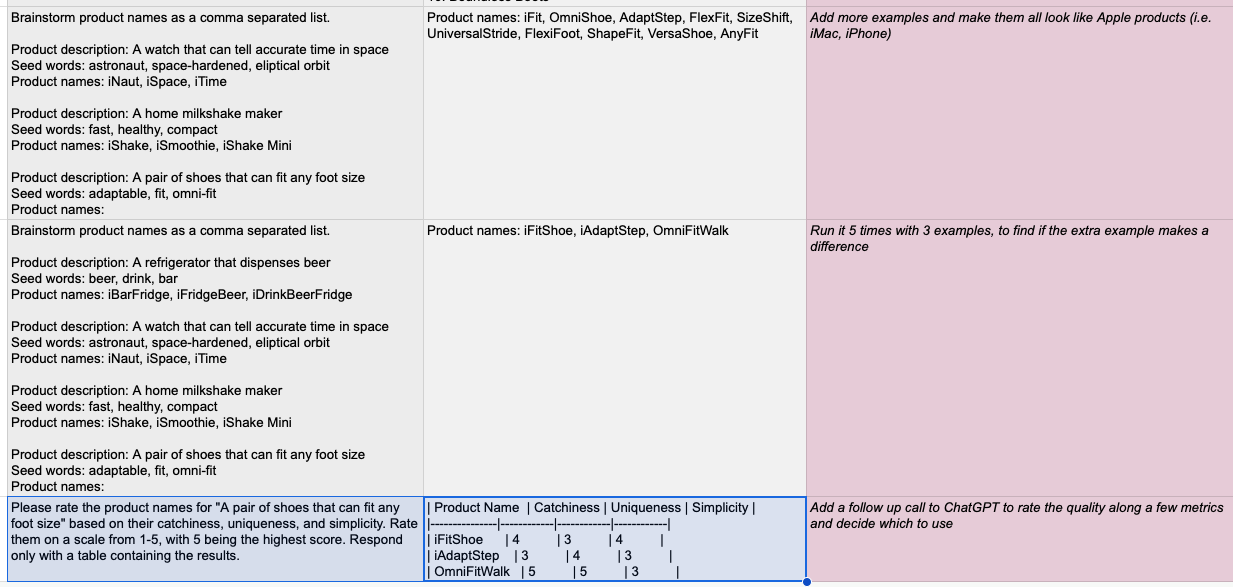 Brainstorm product names as a comma separated list.
Product description: A watch that can tell accurate time in space
Seed words: astronaut, space-hardened, eliptical orbit
Product names: iNaut, iSpace, iTime
Product description: A home milkshake maker
Seed words: fast, healthy, compact
Product names: iShake, iSmoothie, iShake Mini
Product description: A pair of shoes that can fit any foot size
Seed words: adaptable, fit, omni-fit
Product names:
Product names: iFit, OmniShoe, AdaptStep, FlexFit, SizeShift,
UniversalStride, FlexiFoot, ShapeFit, VersaShoe, AnyFit
Add more examples and make them all look like Apple products (i.e.
iMac, iPhone)
Brainstorm product names as a comma separated list.
Product description: A refrigerator that dispenses beer
Seed words: beer, drink, bar
Product names: iBarFridge, iFridgeBeer, iDrinkBeerFridge
Product description: A watch that can tell accurate time in space
Seed words: astronaut, space-hardened, eliptical orbit
Product names: iNaut, iSpace, iTime
Product description: A home milkshake maker
Seed words: fast, healthy, compact
Product names: iShake, iSmoothie, iShake Mini
Product description: A pair of shoes that can fit any foot size
Seed words: adaptable, fit, omni-fit
Product names:
Product names: iFitShoe, iAdaptStep, OmniFitWalk
Run it 5 times with 3 examples, to find if the extra example makes a
difference
Please rate the product names for "A pair of shoes that can fit any
foot size" based on their catchiness, uniqueness, and simplicity. Rate
them on a scale from 1-5, with 5 being the highest score. Respond
only with a table containing the results.
| Product Name | Catchiness | Uniqueness | Simplicity |
|---------------|------------|------------|------------|
| iFitShoe | 4 | 3 | 4 |
| iAdaptStep | 3 | 4 | 3 |
| OmniFitWalk | 5 | 5 | 3 |
Add a follow up call to ChatGPT to rate the quality along a few metrics
and decide which to use